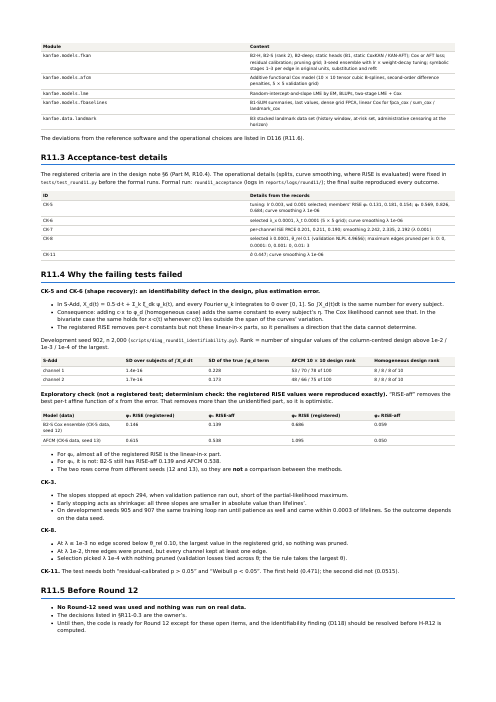 Module Content
kanfae.models.fkan B2-H, B2-S (rank 2), B2-deep; static heads (B1, static CoxKAN / KAN-AFT); Cox or AFT loss;
residual calibration; pruning grid; 3-seed ensemble with lr × weight-decay tuning; symbolic
stages 1–3 per edge in original units, substitution and refit
kanfae.models.afcm Additive functional Cox model (10 × 10 tensor cubic B-splines, second-order difference
penalties, 5 × 5 validation grid)
kanfae.models.lme Random-intercept-and-slope LME by EM, BLUPs, two-stage LME + Cox
kanfae.models.fbaselines B1-SUM summaries, last values, dense grid FPCA, linear Cox for fpca_cox / sum_cox /
landmark_cox
kanfae.data.landmark B3 stacked landmark data set (history window, at-risk set, administrative censoring at the
horizon)
The deviations from the reference software and the operational choices are listed in D116 (R11.6).
R11.3 Acceptance-test details
The registered criteria are in the design note §6 (Part M, R10.4). The operational details (splits, curve smoothing, where RISE is evaluated) were fixed in
tests/test_round11.py before the formal runs. Formal run: round11_acceptance (logs in reports/logs/round11/); the final suite reproduced every outcome.
ID Details from the records
CK-5 tuning: lr 0.003, wd 0.001 selected; members' RISE φ₁ 0.131, 0.181, 0.154; φ₂ 0.569, 0.826,
0.684; curve smoothing λ 1e-06
CK-6 selected λ_x 0.0001, λ_t 0.0001 (5 × 5 grid); curve smoothing λ 1e-06
CK-7 per-channel ISE PACE 0.201, 0.211, 0.190; smoothing 2.242, 2.335, 2.192 (λ 0.001)
CK-8 selected λ 0.0001, θ_rel 0.1 (validation NLPL 4.9656); maximum edges pruned per λ: 0: 0,
0.0001: 0, 0.001: 0, 0.01: 3
CK-11 σ̂ 0.447; curve smoothing λ 1e-06
R11.4 Why the failing tests failed
CK-5 and CK-6 (shape recovery): an identifiability defect in the design, plus estimation error.
• In S-Add, X_d(t) = 0.5·d·t + Σ_k ξ_dk ψ_k(t), and every Fourier ψ_k integrates to 0 over [0, 1]. So ∫X_d(t)dt is the same number for every subject.
• Consequence: adding c·x to φ_d (homogeneous case) adds the same constant to every subject's η. The Cox likelihood cannot see that. In the
bivariate case the same holds for x·c(t) whenever c(t) lies outside the span of the curves' variation.
• The registered RISE removes per-t constants but not these linear-in-x parts, so it penalises a direction that the data cannot determine.
Development seed 902, n 2,000 (scripts/diag_round11_identifiability.py). Rank = number of singular values of the column-centred design above 1e-2 /
1e-3 / 1e-4 of the largest.
S-Add SD over subjects of ∫X_d dt SD of the true ∫φ_d term AFCM 10 × 10 design rank Homogeneous design rank
channel 1 1.4e-16 0.228 53 / 70 / 78 of 100 8 / 8 / 8 of 10
channel 2 1.7e-16 0.173 48 / 66 / 75 of 100 8 / 8 / 8 of 10
Exploratory check (not a registered test; determinism check: the registered RISE values were reproduced exactly). "RISE-aff" removes the
best per-t affine function of x from the error. That removes more than the unidentified part, so it is optimistic.
Model (data) φ₁ RISE (registered) φ₁ RISE-aff φ₂ RISE (registered) φ₂ RISE-aff
B2-S Cox ensemble (CK-5 data, 0.146 0.139 0.686 0.059
seed 12)
AFCM (CK-6 data, seed 13) 0.615 0.538 1.095 0.050
• For φ₂, almost all of the registered RISE is the linear-in-x part.
• For φ₁, it is not: B2-S still has RISE-aff 0.139 and AFCM 0.538.
• The two rows come from different seeds (12 and 13), so they are not a comparison between the methods.
CK-3.
• The slopes stopped at epoch 294, when validation patience ran out, short of the partial-likelihood maximum.
• Early stopping acts as shrinkage: all three slopes are smaller in absolute value than lifelines'.
• On development seeds 905 and 907 the same training loop ran until patience as well and came within 0.0003 of lifelines. So the outcome depends
on the data seed.
CK-8.
• At λ ≤ 1e-3 no edge scored below θ_rel 0.10, the largest value in the registered grid, so nothing was pruned.
• At λ 1e-2, three edges were pruned, but every channel kept at least one edge.
• Selection picked λ 1e-4 with nothing pruned (validation losses tied across θ; the tie rule takes the largest θ).
CK-11. The test needs both "residual-calibrated p > 0.05" and "Weibull p < 0.05". The first held (0.471); the second did not (0.0515).
R11.5 Before Round 12
• No Round-12 seed was used and nothing was run on real data.
• The decisions listed in §R11-0.3 are the owner's.
• Until then, the code is ready for Round 12 except for these open items, and the identifiability finding (D118) should be resolved before H-R12 is
computed.